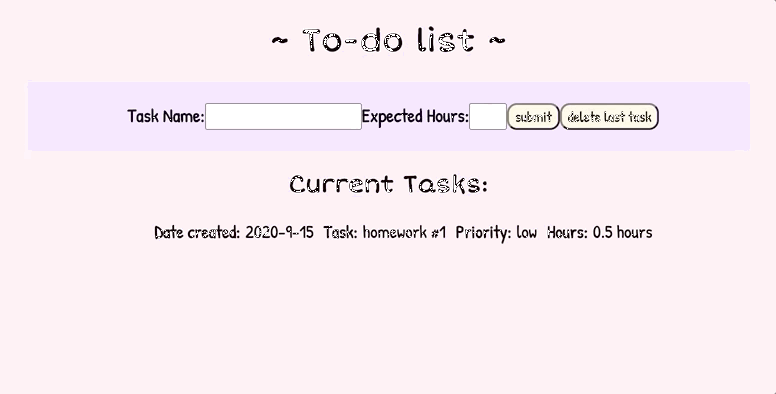 ~ To-do list ~
Task Name: Expected Hours: submit delete last task
Current Tasks:
Date created: 2020-9-15 Task: homework #1 Priority: low Hours: 0.5 hours